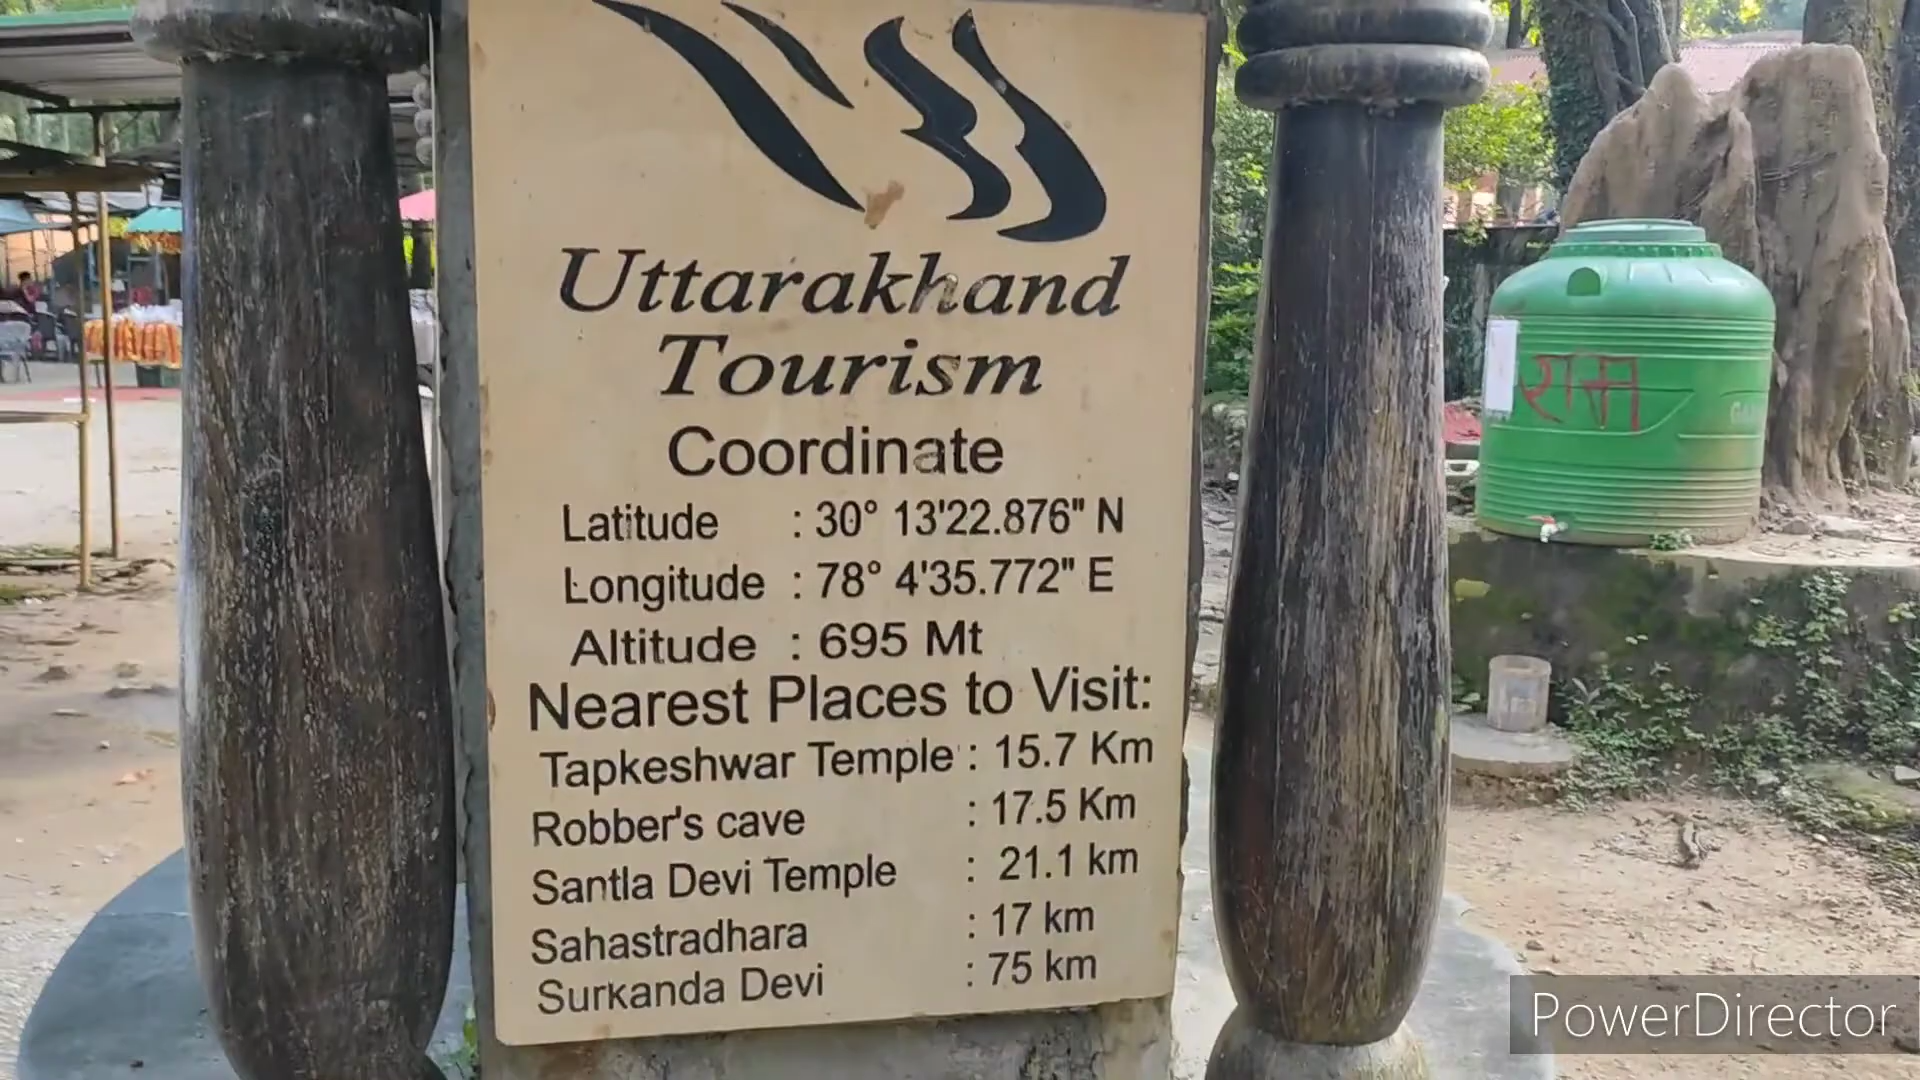 Uttarakhand
Tourism
Coordinate
Latitude : 30° 13'22.876" N
Longitude : 78° 4'35.772" E
Altitude : 695 Mt
Nearest Places to Visit:
Tapkeshwar Temple : 15.7 Km
Robber's cave : 17.5 Km
Santla Devi Temple : 21.1 km
Sahastradhara : 17 km
Surkanda Devi : 75 km
राम
PowerDirector